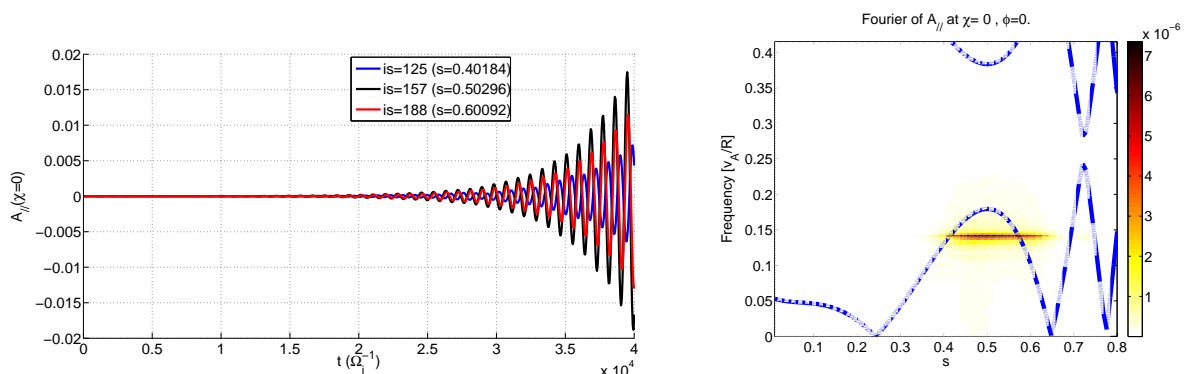 0.02
0.015
0.01
0.005
0
−0.005
−0.01
−0.015
−0.02
A//(χ=0)
is=125 (s=0.40184)
is=157 (s=0.50296)
is=188 (s=0.60092)
0 0.5 1 1.5 2 2.5 3 3.5 4
x 10^4
t (Ω_i^−1)
Fourier of A// at χ= 0 , ϕ=0.
0.4
0.35
0.3
0.25
0.2
0.15
0.1
0.05
0
Frequency [v_A/R]
0.1 0.2 0.3 0.4 0.5 0.6 0.7 0.8
s
x 10^−6
7
6
5
4
3
2
1